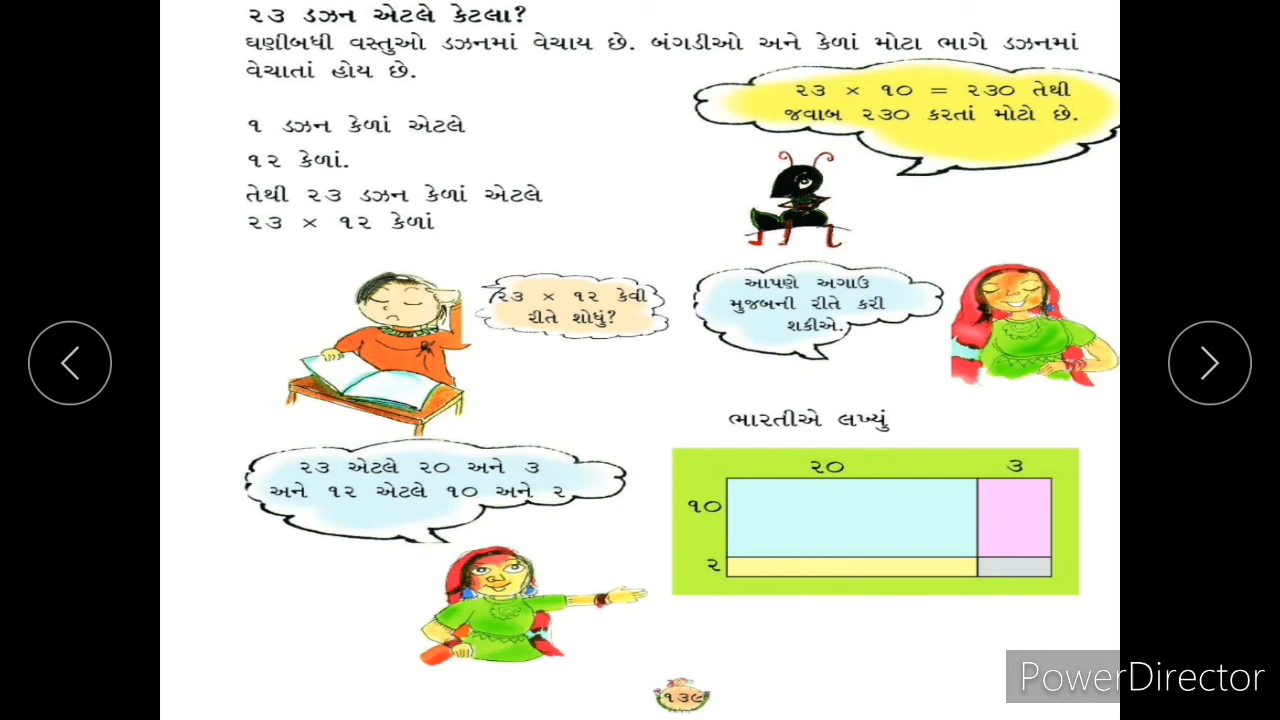 ૨૩ ડઝન એટલે કેટલા?
ઘણીબધી વસ્તુઓ ડઝનમાં વેચાય છે. બંગડીઓ અને કેળાં મોટા ભાગે ડઝનમાં
વેચાતાં હોય છે.
૨૩ × ૧૦ = ૨૩૦ તેથી
જવાબ ૨૩૦ કરતાં મોટો છે.
૧ ડઝન કેળાં એટલે
૧૨ કેળાં.
તેથી ૨૩ ડઝન કેળાં એટલે
૨૩ × ૧૨ કેળાં
૨૩ × ૧૨ કેવી
રીતે શોધું?
આપણે અગાઉ
મુજબની રીતે કરી
શકીએ.
૨૩ એટલે ૨૦ અને ૩
અને ૧૨ એટલે ૧૦ અને ૨
ભારતીએ લખ્યું
૨૦ ૩
૧૦
૨
૧૩૯
PowerDirector